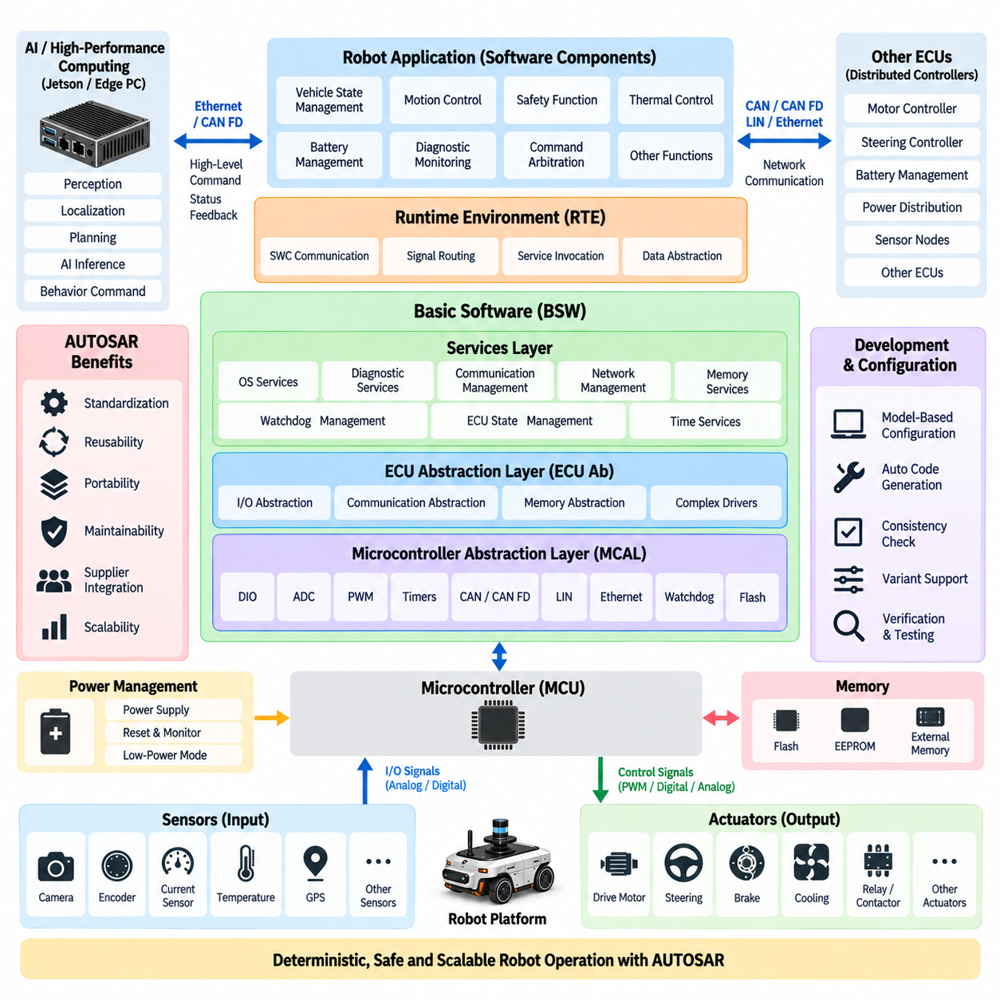 AI / High-Performance
Computing
(Jetson / Edge PC)
Perception
Localization
Planning
AI Inference
Behavior Command
Ethernet
/ CAN FD
High-Level
Command
Status
Feedback
Robot Application (Software Components)
Vehicle State
Management
Motion Control
Safety Function
Thermal Control
Battery
Management
Diagnostic
Monitoring
Command
Arbitration
Other Functions
CAN / CAN FD
LIN / Ethernet
Network
Communication
Other ECUs
(Distributed Controllers)
Motor Controller
Steering Controller
Battery Management
Power Distribution
Sensor Nodes
Other ECUs
Runtime Environment (RTE)
SWC Communication
Signal Routing
Service Invocation
Data Abstraction
Basic Software (BSW)
Services Layer
OS Services
Diagnostic
Services
Communication
Management
Network
Management
Memory
Services
Watchdog Management
ECU State Management
Time Services
ECU Abstraction Layer (ECU Ab)
I/O Abstraction
Communication Abstraction
Memory Abstraction
Complex Drivers
Microcontroller Abstraction Layer (MCAL)
DIO
ADC
PWM
Timers
CAN / CAN FD
LIN
Ethernet
Watchdog
Flash
AUTOSAR
Benefits
Standardization
Reusability
Portability
Maintainability
Supplier
Integration
Scalability
Development
& Configuration
Model-Based
Configuration
Auto Code
Generation
Consistency
Check
Variant Support
Verification
& Testing
Power Management
Power Supply
Reset & Monitor
Low-Power Mode
Microcontroller (MCU)
Memory
Flash
EEPROM
External
Memory
I/O Signals
(Analog / Digital)
Control Signals
(PWM / Digital / Analog)
Sensors (Input)
Camera
Encoder
Current
Sensor
Temperature
GPS
Other
Sensors
Robot Platform
Actuators (Output)
Drive Motor
Steering
Brake
Cooling
Relay /
Contactor
Other
Actuators
Deterministic, Safe and Scalable Robot Operation with AUTOSAR